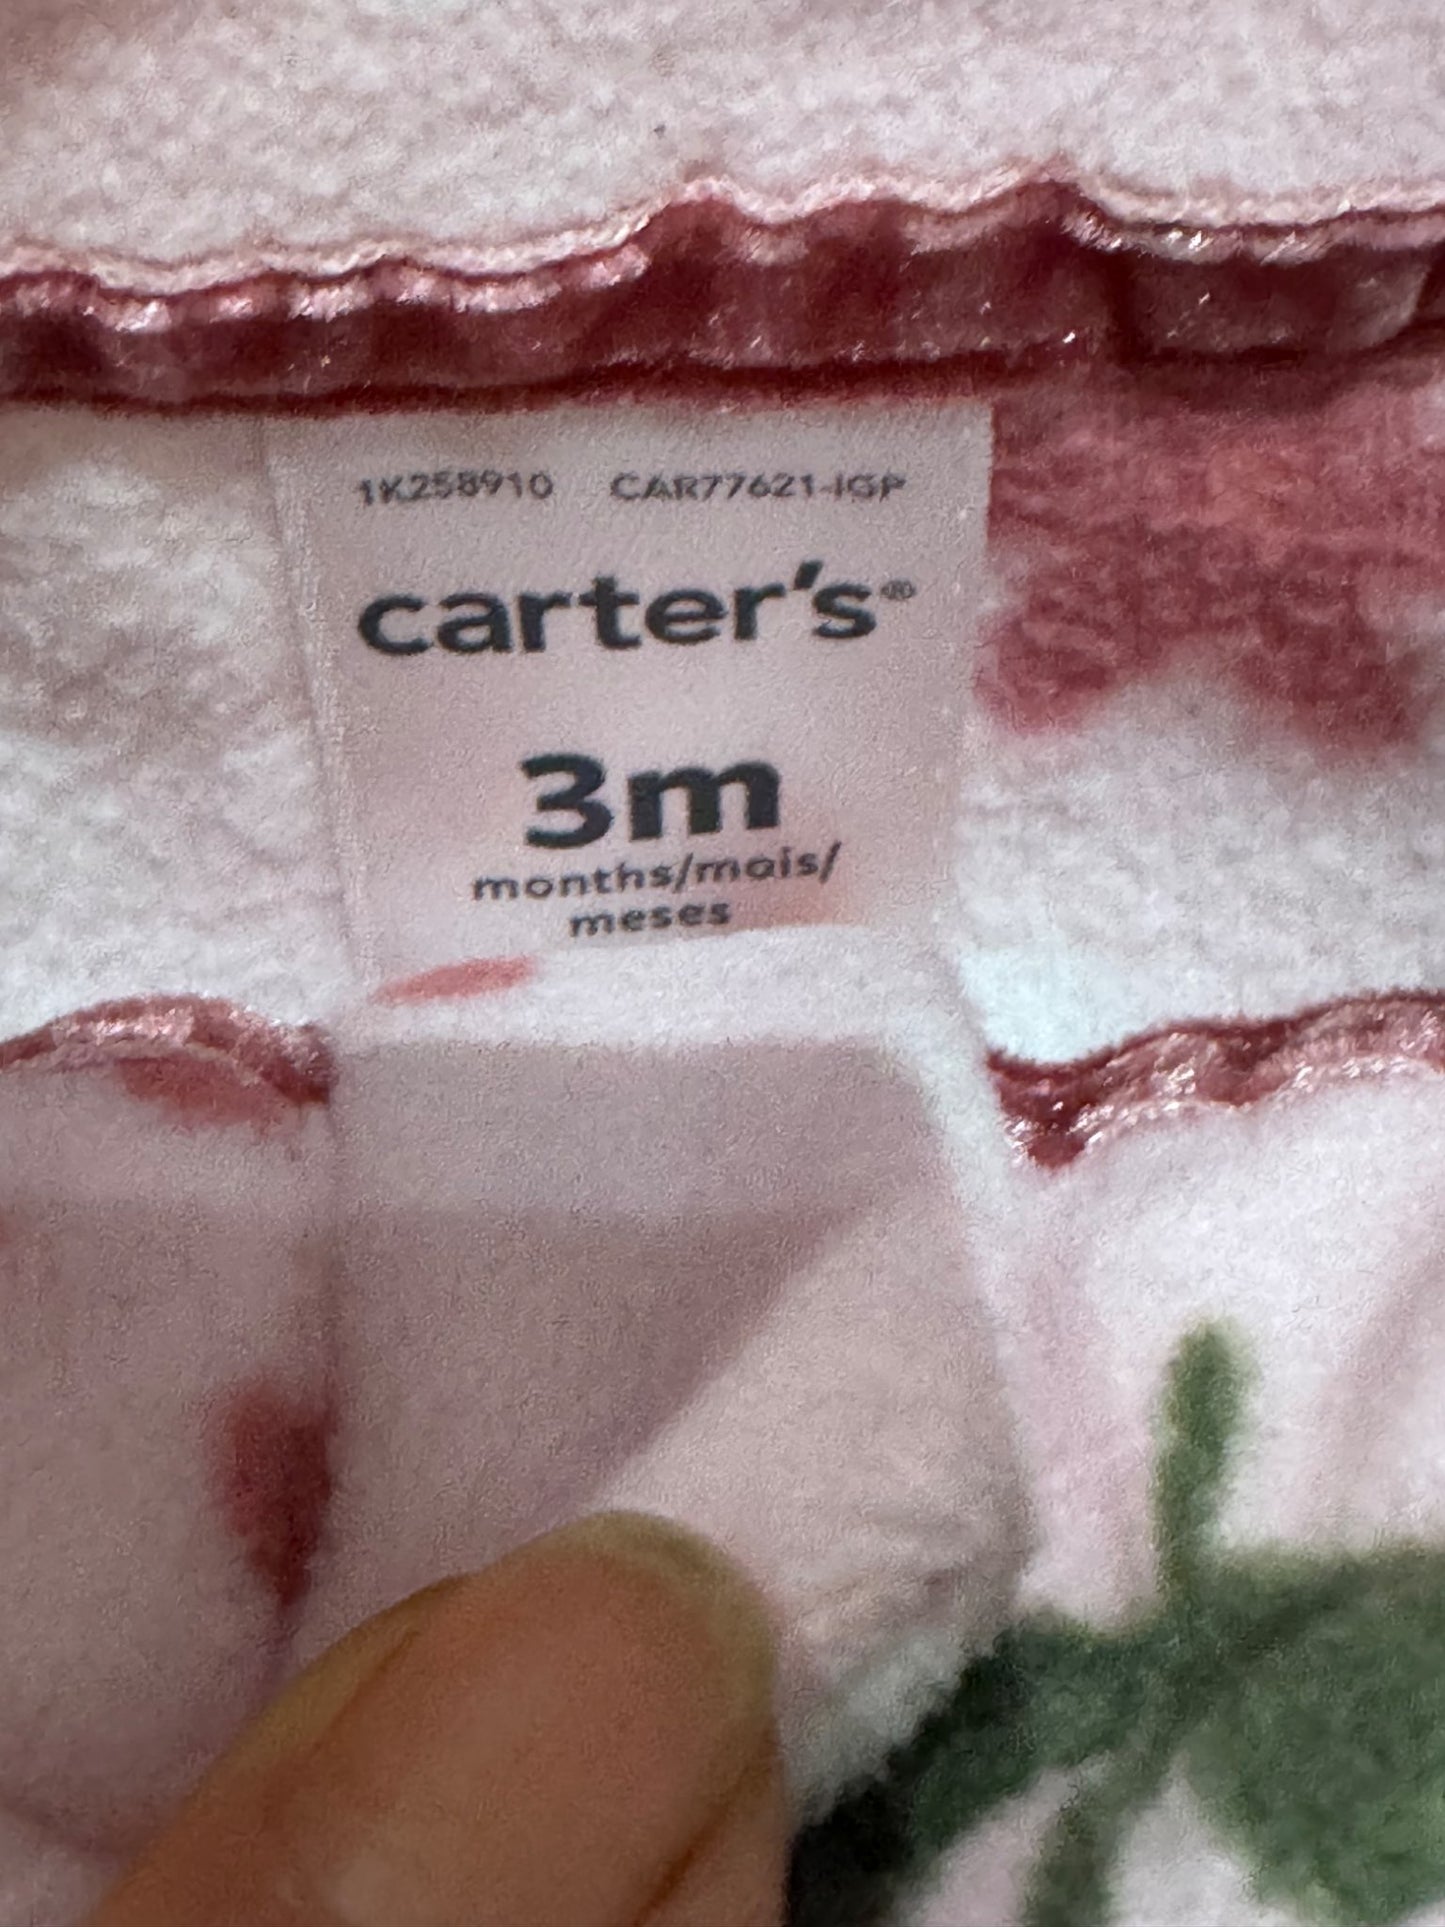 1K258910 CAR77621-IGP
carter's®
3m
months/mois/
meses